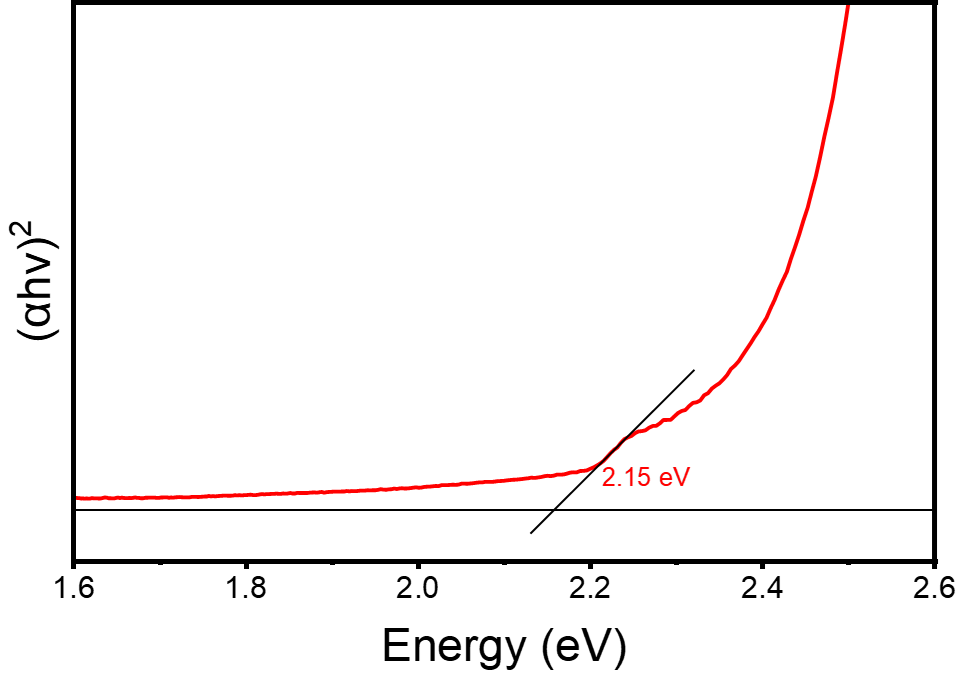 (αhv)²
2.15 eV
1.6 1.8 2.0 2.2 2.4 2.6
Energy (eV)